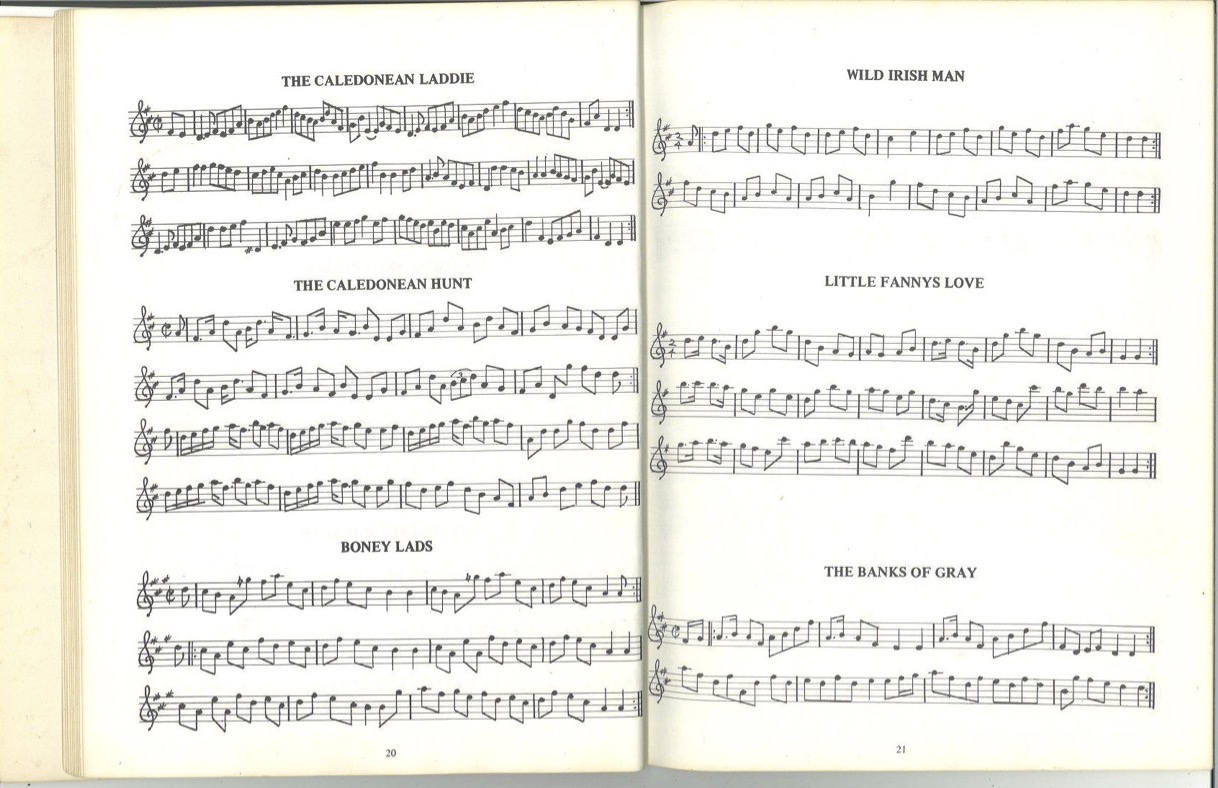 THE CALEDONEAN LADDIE
THE CALEDONEAN HUNT
BONEY LADS
20
WILD IRISH MAN
LITTLE FANNYS LOVE
THE BANKS OF GRAY
21